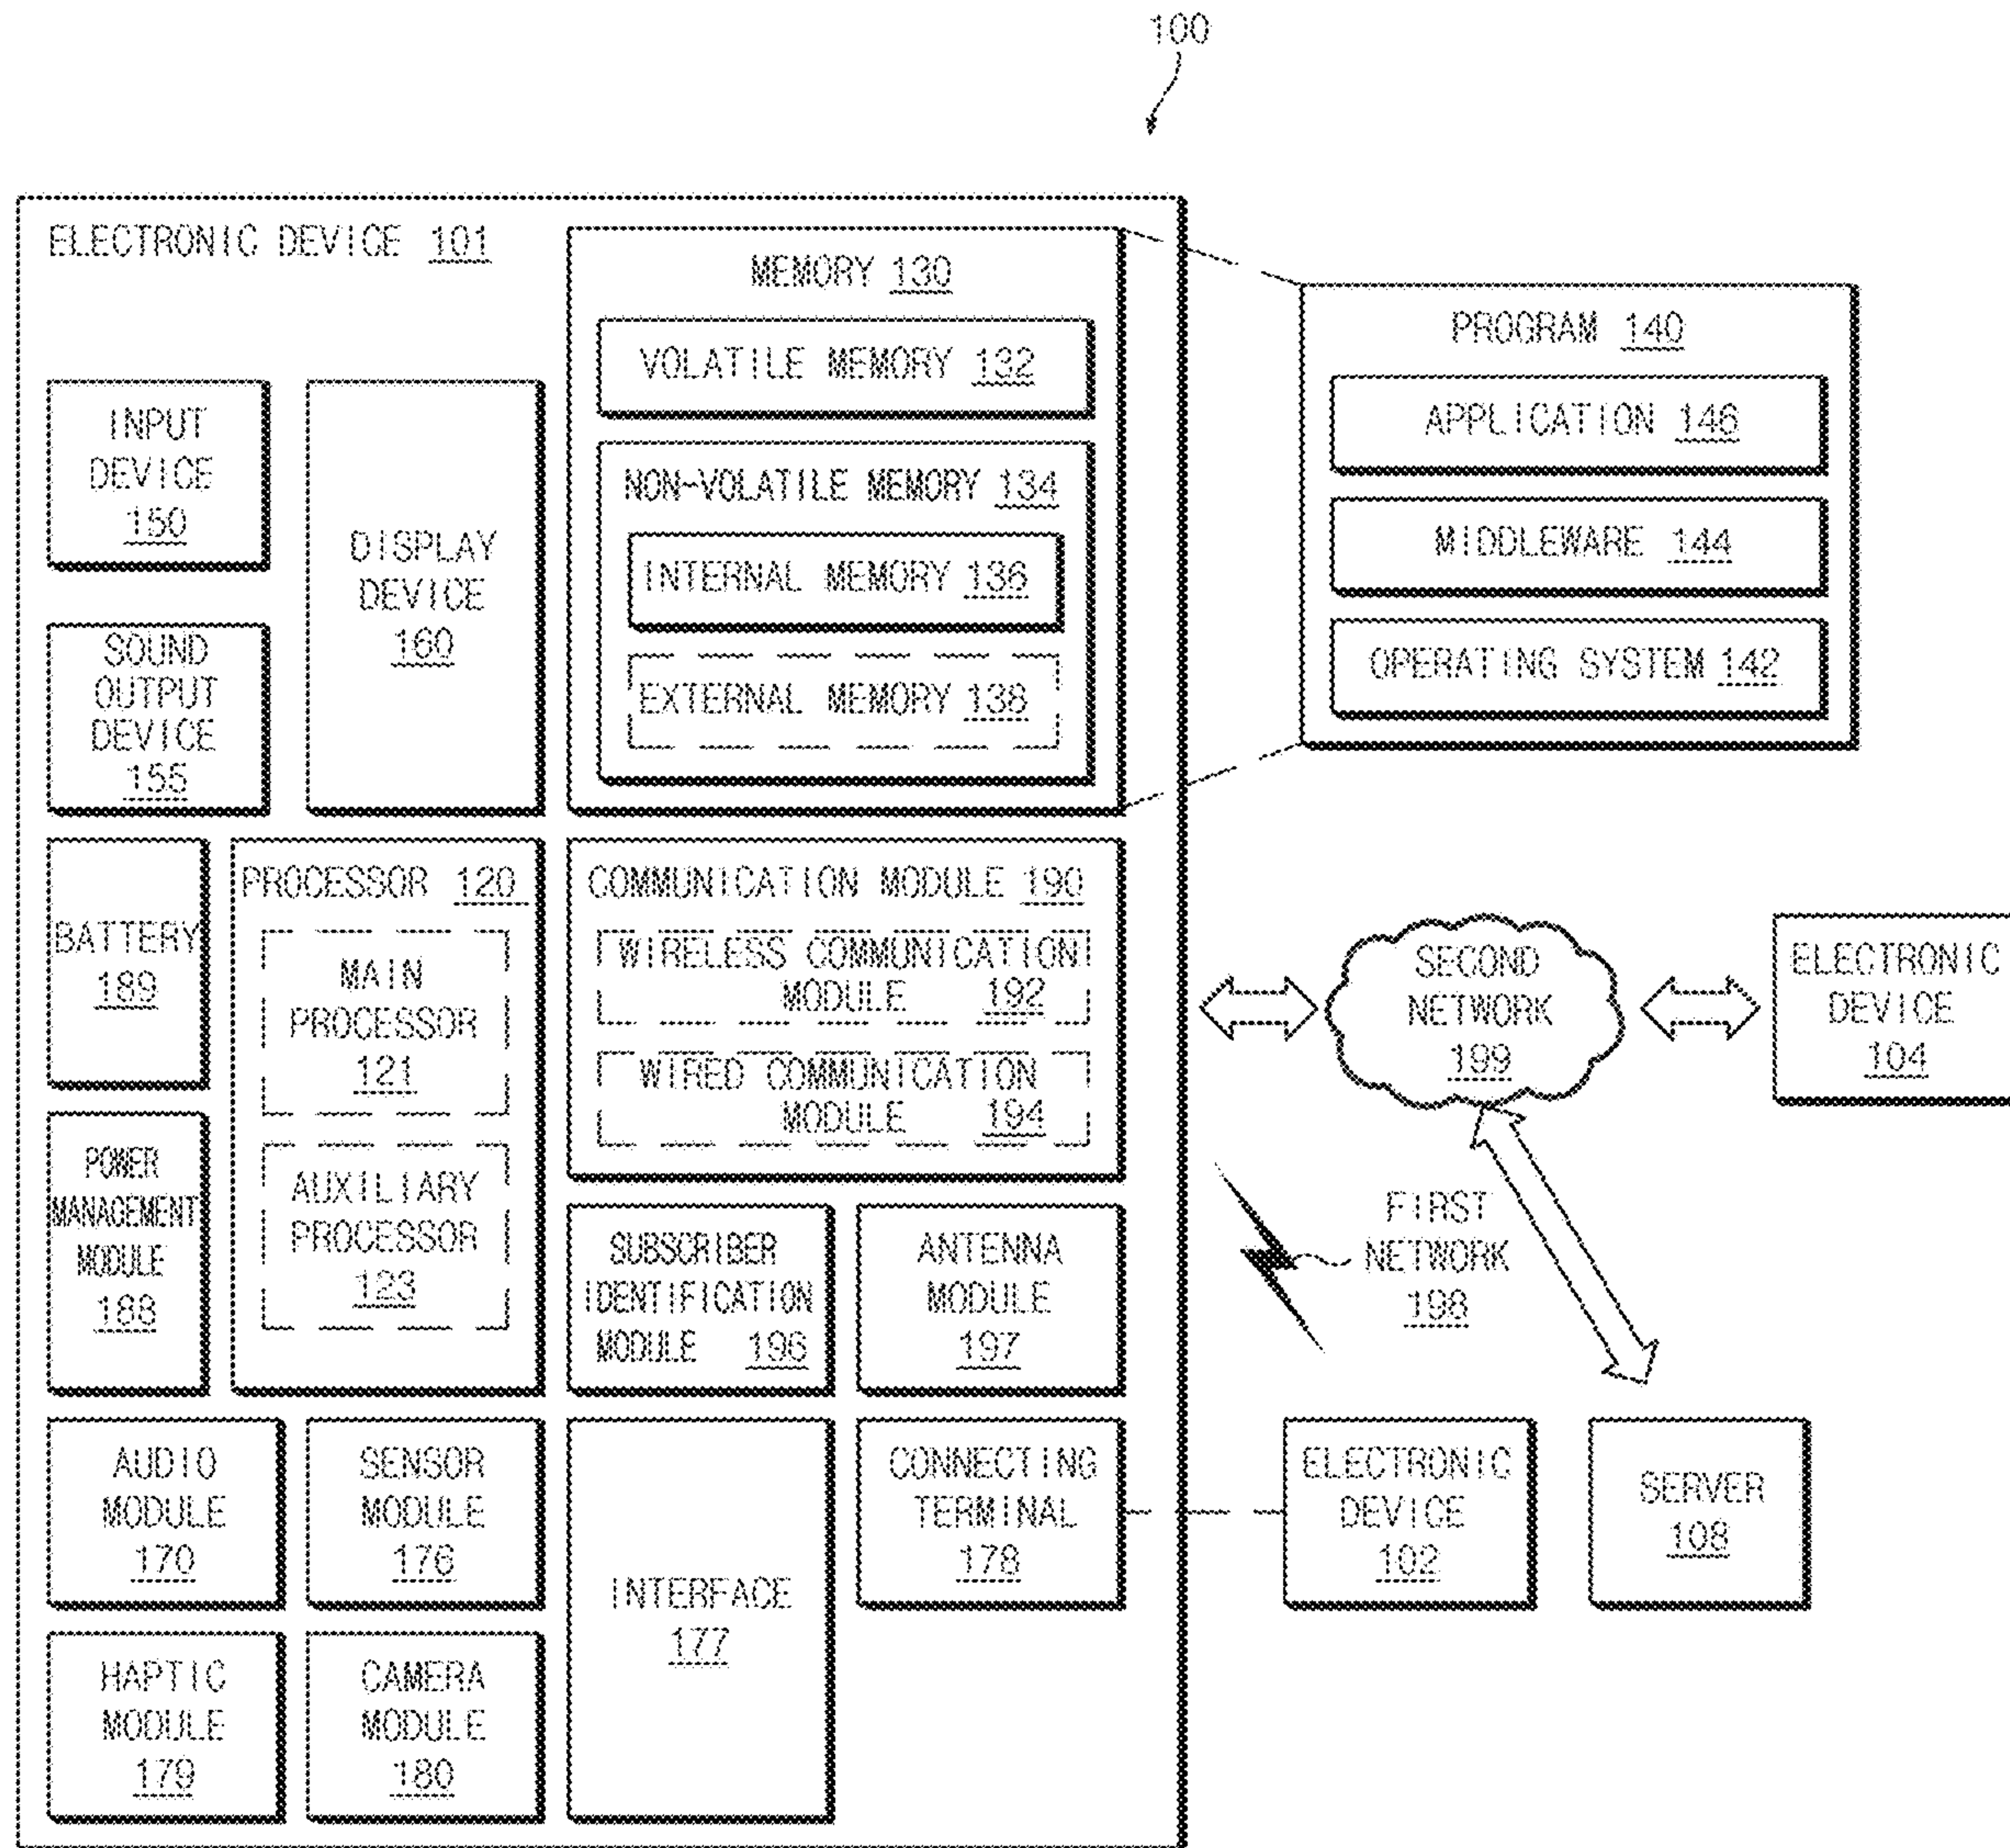 100
ELECTRONIC DEVICE 101
MEMORY 130
VOLATILE MEMORY 132
NON-VOLATILE MEMORY 134
INTERNAL MEMORY 136
EXTERNAL MEMORY 138
PROGRAM 140
APPLICATION 146
MIDDLEWARE 144
OPERATING SYSTEM 142
INPUT
DEVICE
150
DISPLAY
DEVICE
160
SOUND
OUTPUT
DEVICE
155
BATTERY
189
PROCESSOR 120
MAIN
PROCESSOR
121
AUXILIARY
PROCESSOR
123
COMMUNICATION MODULE 190
WIRELESS COMMUNICATION
MODULE 192
WIRED COMMUNICATION
MODULE 194
SECOND
NETWORK
199
ELECTRONIC
DEVICE
104
POWER
MANAGEMENT
MODULE
188
SUBSCRIBER
IDENTIFICATION
MODULE 196
ANTENNA
MODULE
197
FIRST
NETWORK
198
AUDIO
MODULE
170
SENSOR
MODULE
176
INTERFACE
177
CONNECTING
TERMINAL
178
ELECTRONIC
DEVICE
102
SERVER
108
HAPTIC
MODULE
179
CAMERA
MODULE
180